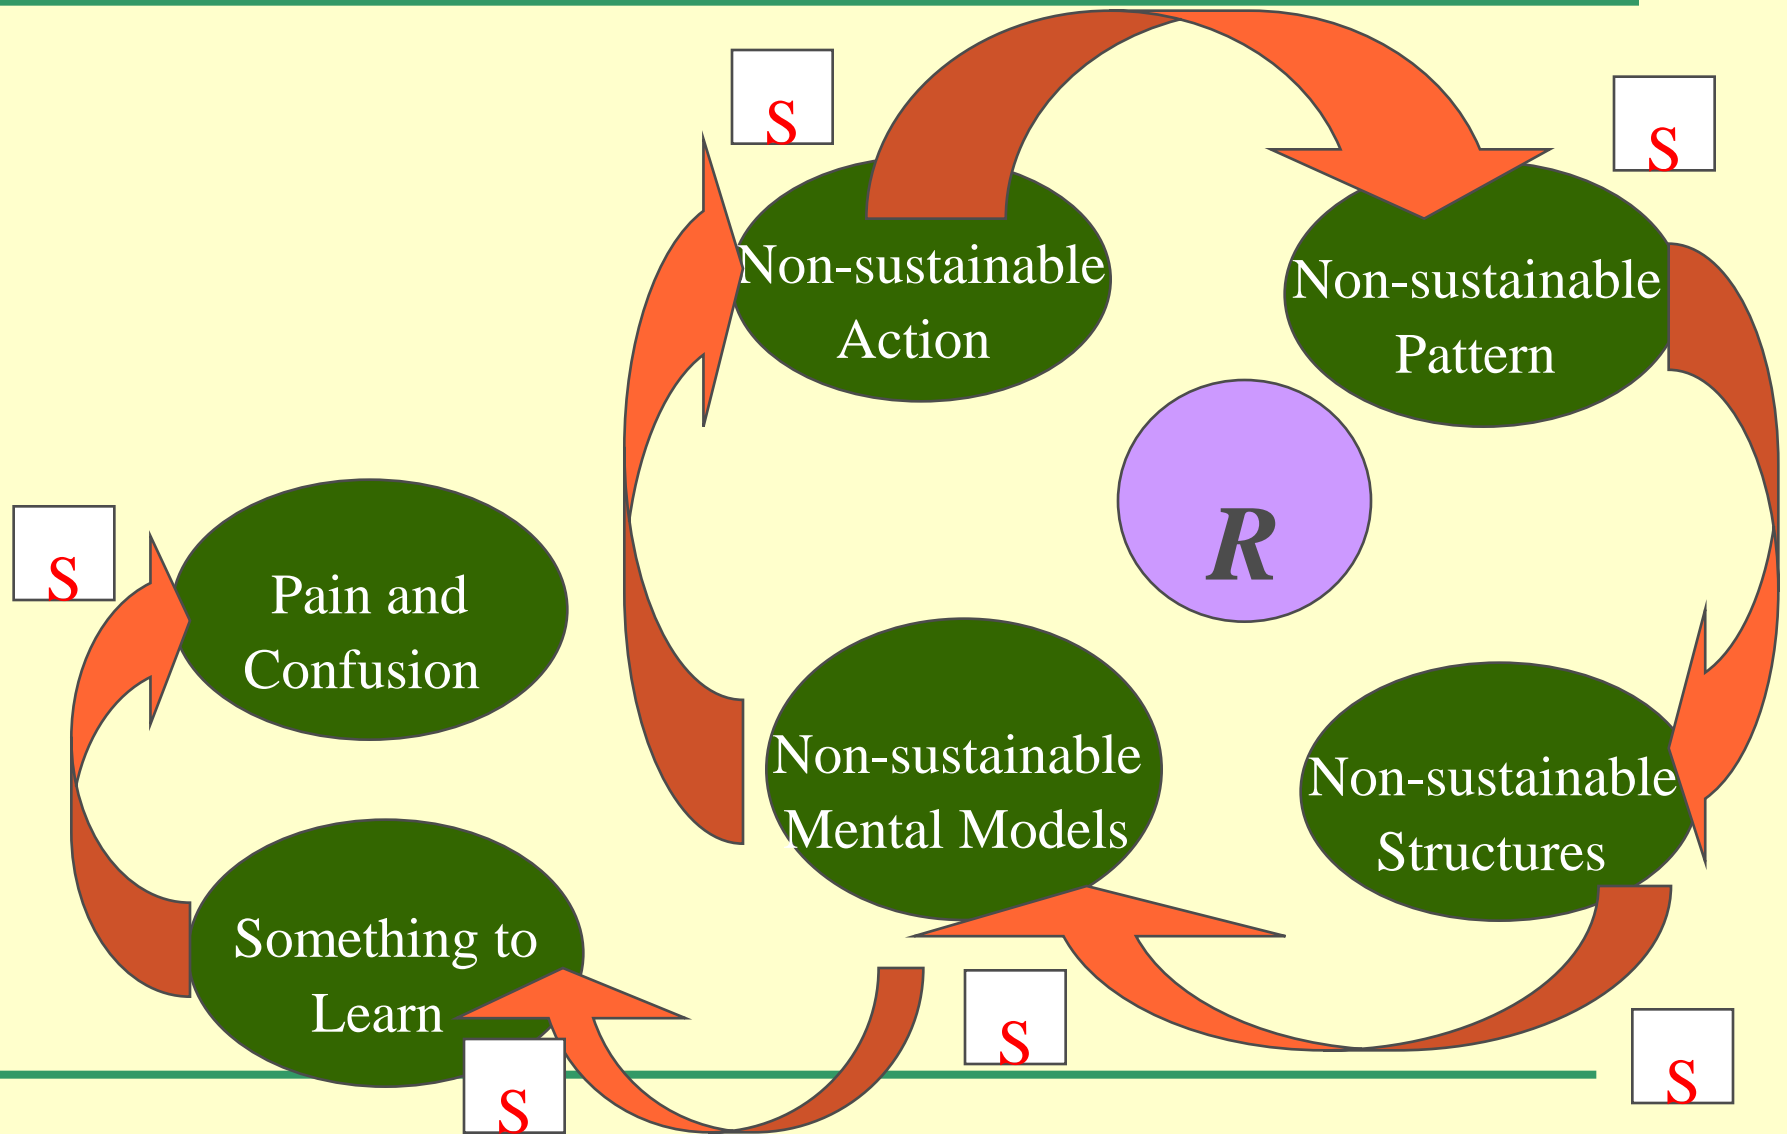 S
S
Non-sustainable
Action
Non-sustainable
Pattern
R
S
Pain and
Confusion
Non-sustainable
Mental Models
Non-sustainable
Structures
Something to
Learn
S
S
S